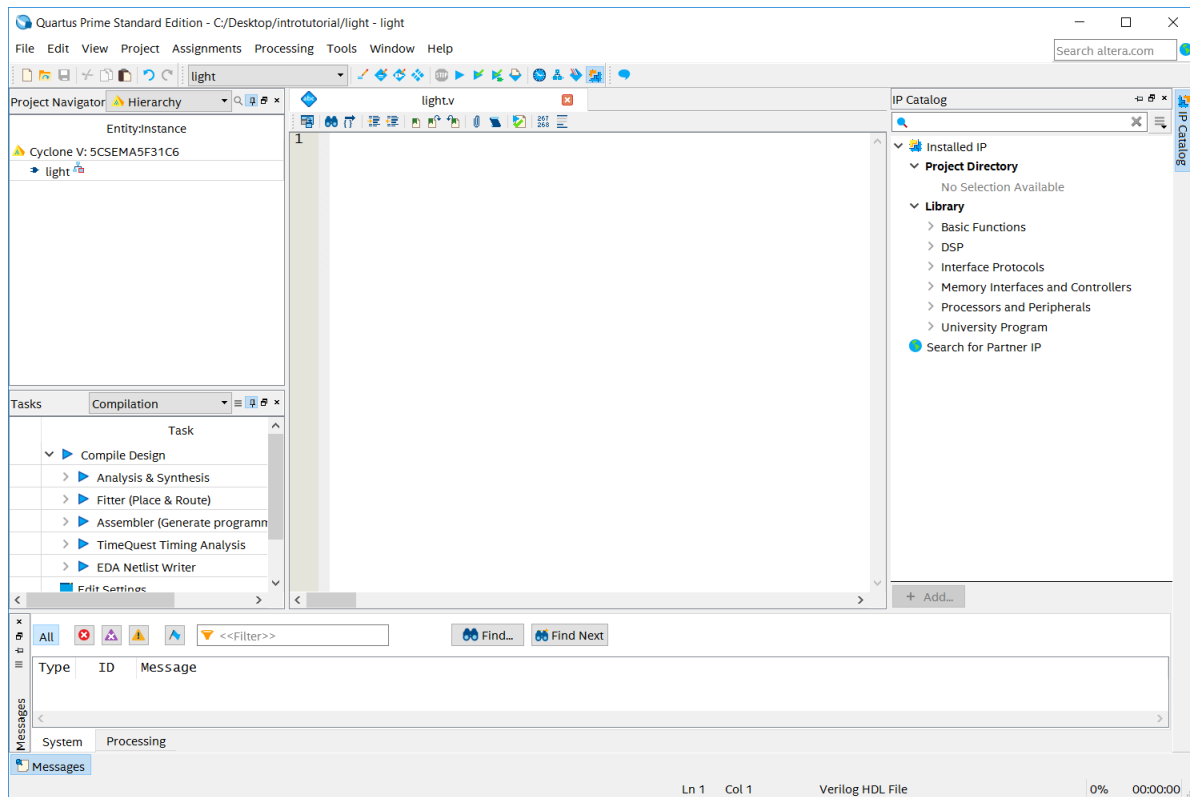 Quartus Prime Standard Edition - C:/Desktop/introtutorial/light - light
File Edit View Project Assignments Processing Tools Window Help
Search altera.com
light
Project Navigator Hierarchy
Entity:Instance
Cyclone V: 5CSEMA5F31C6
light
Tasks Compilation
Task
Compile Design
Analysis & Synthesis
Fitter (Place & Route)
Assembler (Generate programm
TimeQuest Timing Analysis
EDA Netlist Writer
Edit Settings
light.v
267
268
1
IP Catalog
IP Catalog
Installed IP
Project Directory
No Selection Available
Library
Basic Functions
DSP
Interface Protocols
Memory Interfaces and Controllers
Processors and Peripherals
University Program
Search for Partner IP
+ Add...
All <<Filter>> Find... Find Next
Type ID Message
Messages
System Processing
Messages
Ln 1 Col 1 Verilog HDL File 0% 00:00:00